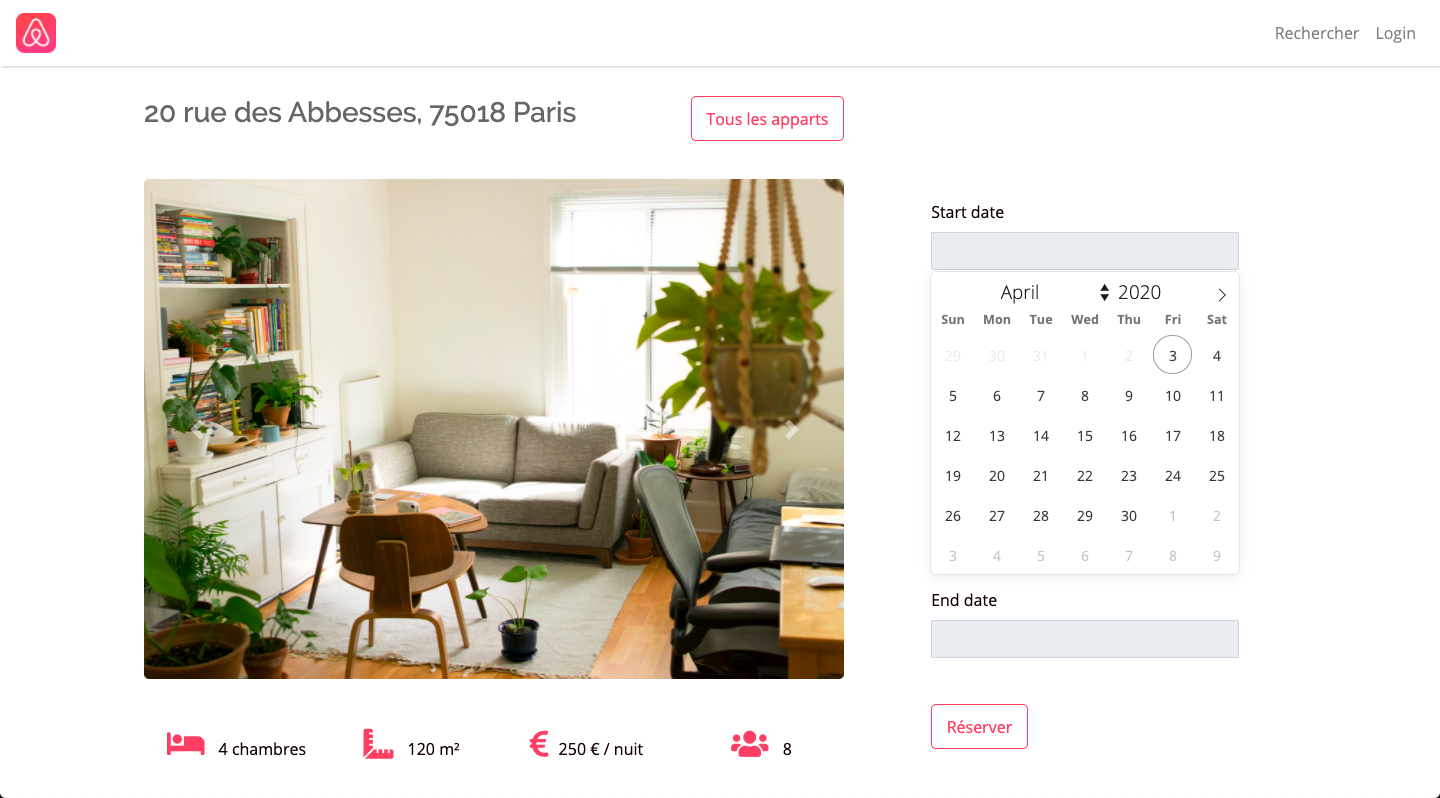 Rechercher Login
20 rue des Abbesses, 75018 Paris
Tous les apparts
Start date
April 2020
Sun Mon Tue Wed Thu Fri Sat
29 30 31 1 2 3 4
5 6 7 8 9 10 11
12 13 14 15 16 17 18
19 20 21 22 23 24 25
26 27 28 29 30 1 2
3 4 5 6 7 8 9
End date
Réserver
4 chambres 120 m² € 250 € / nuit 8